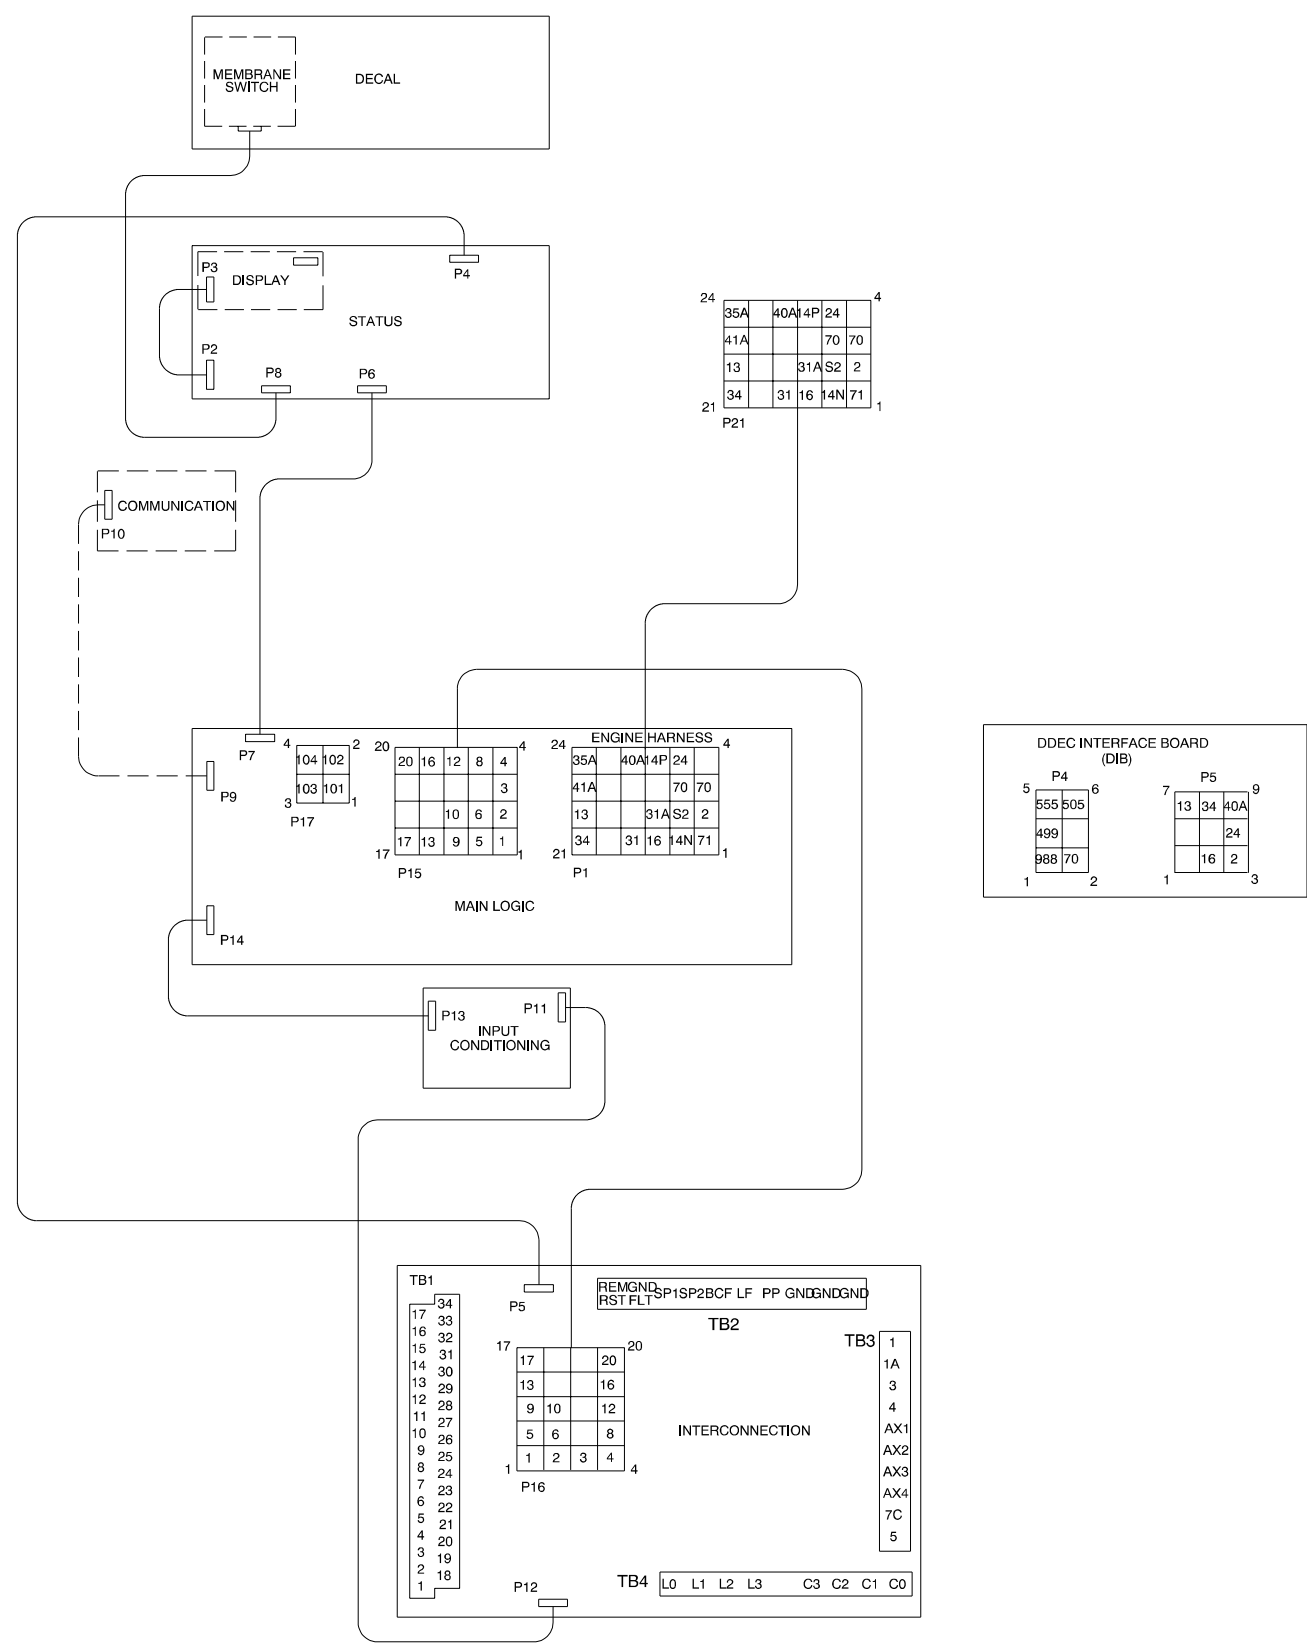 MEMBRANE
SWITCH
DECAL
P3
DISPLAY
P4
STATUS
P2
P8
P6
24
4
35A 40A 14P 24
41A 70 70
13 31A S2 2
34 31 16 14N 71
21
1
P21
COMMUNICATION
P10
P7
4
2
104 102
103 101
3
1
P17
P9
20
4
20 16 12 8 4
3
10 6 2
17 13 9 5 1
17
1
P15
ENGINE HARNESS
24
4
35A 40A 14P 24
41A 70 70
13 31A S2 2
34 31 16 14N 71
21
1
P1
MAIN LOGIC
P14
DDEC INTERFACE BOARD
(DIB)
P4
5
6
555 505
499
988 70
1
2
P5
7
9
13 34 40A
24
16 2
1
3
P13
P11
INPUT
CONDITIONING
TB1
34
17
33
16
32
15
31
14
30
13
29
12
28
11
27
10
26
9
25
8
24
7
23
6
22
5
21
4
20
3
19
2
18
1
P5
REM GND SP1 SP2 BCF LF PP GND GND GND
RST FLT
TB2
17
20
17 20
13 16
9 10 12
5 6 8
1 2 3 4
1
4
P16
INTERCONNECTION
TB3
1
1A
3
4
AX1
AX2
AX3
AX4
7C
5
P12
TB4
L0 L1 L2 L3 C3 C2 C1 C0